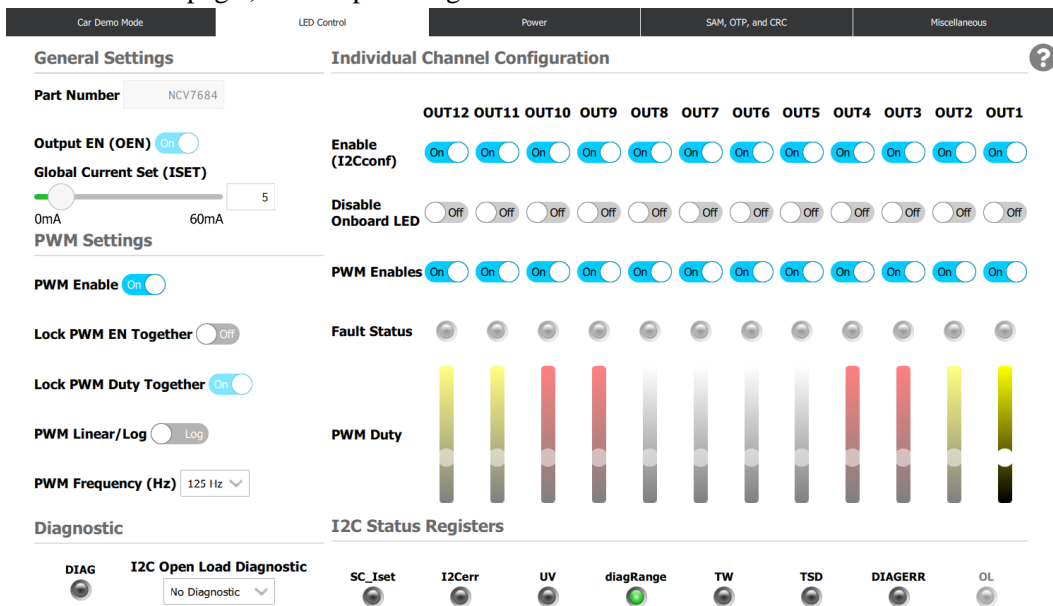 Car Demo Mode LED Control Power SAM, OTP, and CRC Miscellaneous
General Settings
Part Number NCV7684
Output EN (OEN) On
Global Current Set (ISET)
5
0mA 60mA
PWM Settings
PWM Enable On
Lock PWM EN Together Off
Lock PWM Duty Together On
PWM Linear/Log Log
PWM Frequency (Hz) 125 Hz
Diagnostic
DIAG I2C Open Load Diagnostic
No Diagnostic
Individual Channel Configuration
?
OUT12 OUT11 OUT10 OUT9 OUT8 OUT7 OUT6 OUT5 OUT4 OUT3 OUT2 OUT1
Enable
(I2Cconf) On On On On On On On On On On On On
Disable
Onboard LED Off Off Off Off Off Off Off Off Off Off Off Off
PWM Enables On On On On On On On On On On On On
Fault Status
PWM Duty
I2C Status Registers
SC_Iset I2Cerr UV diagRange TW TSD DIAGERR OL